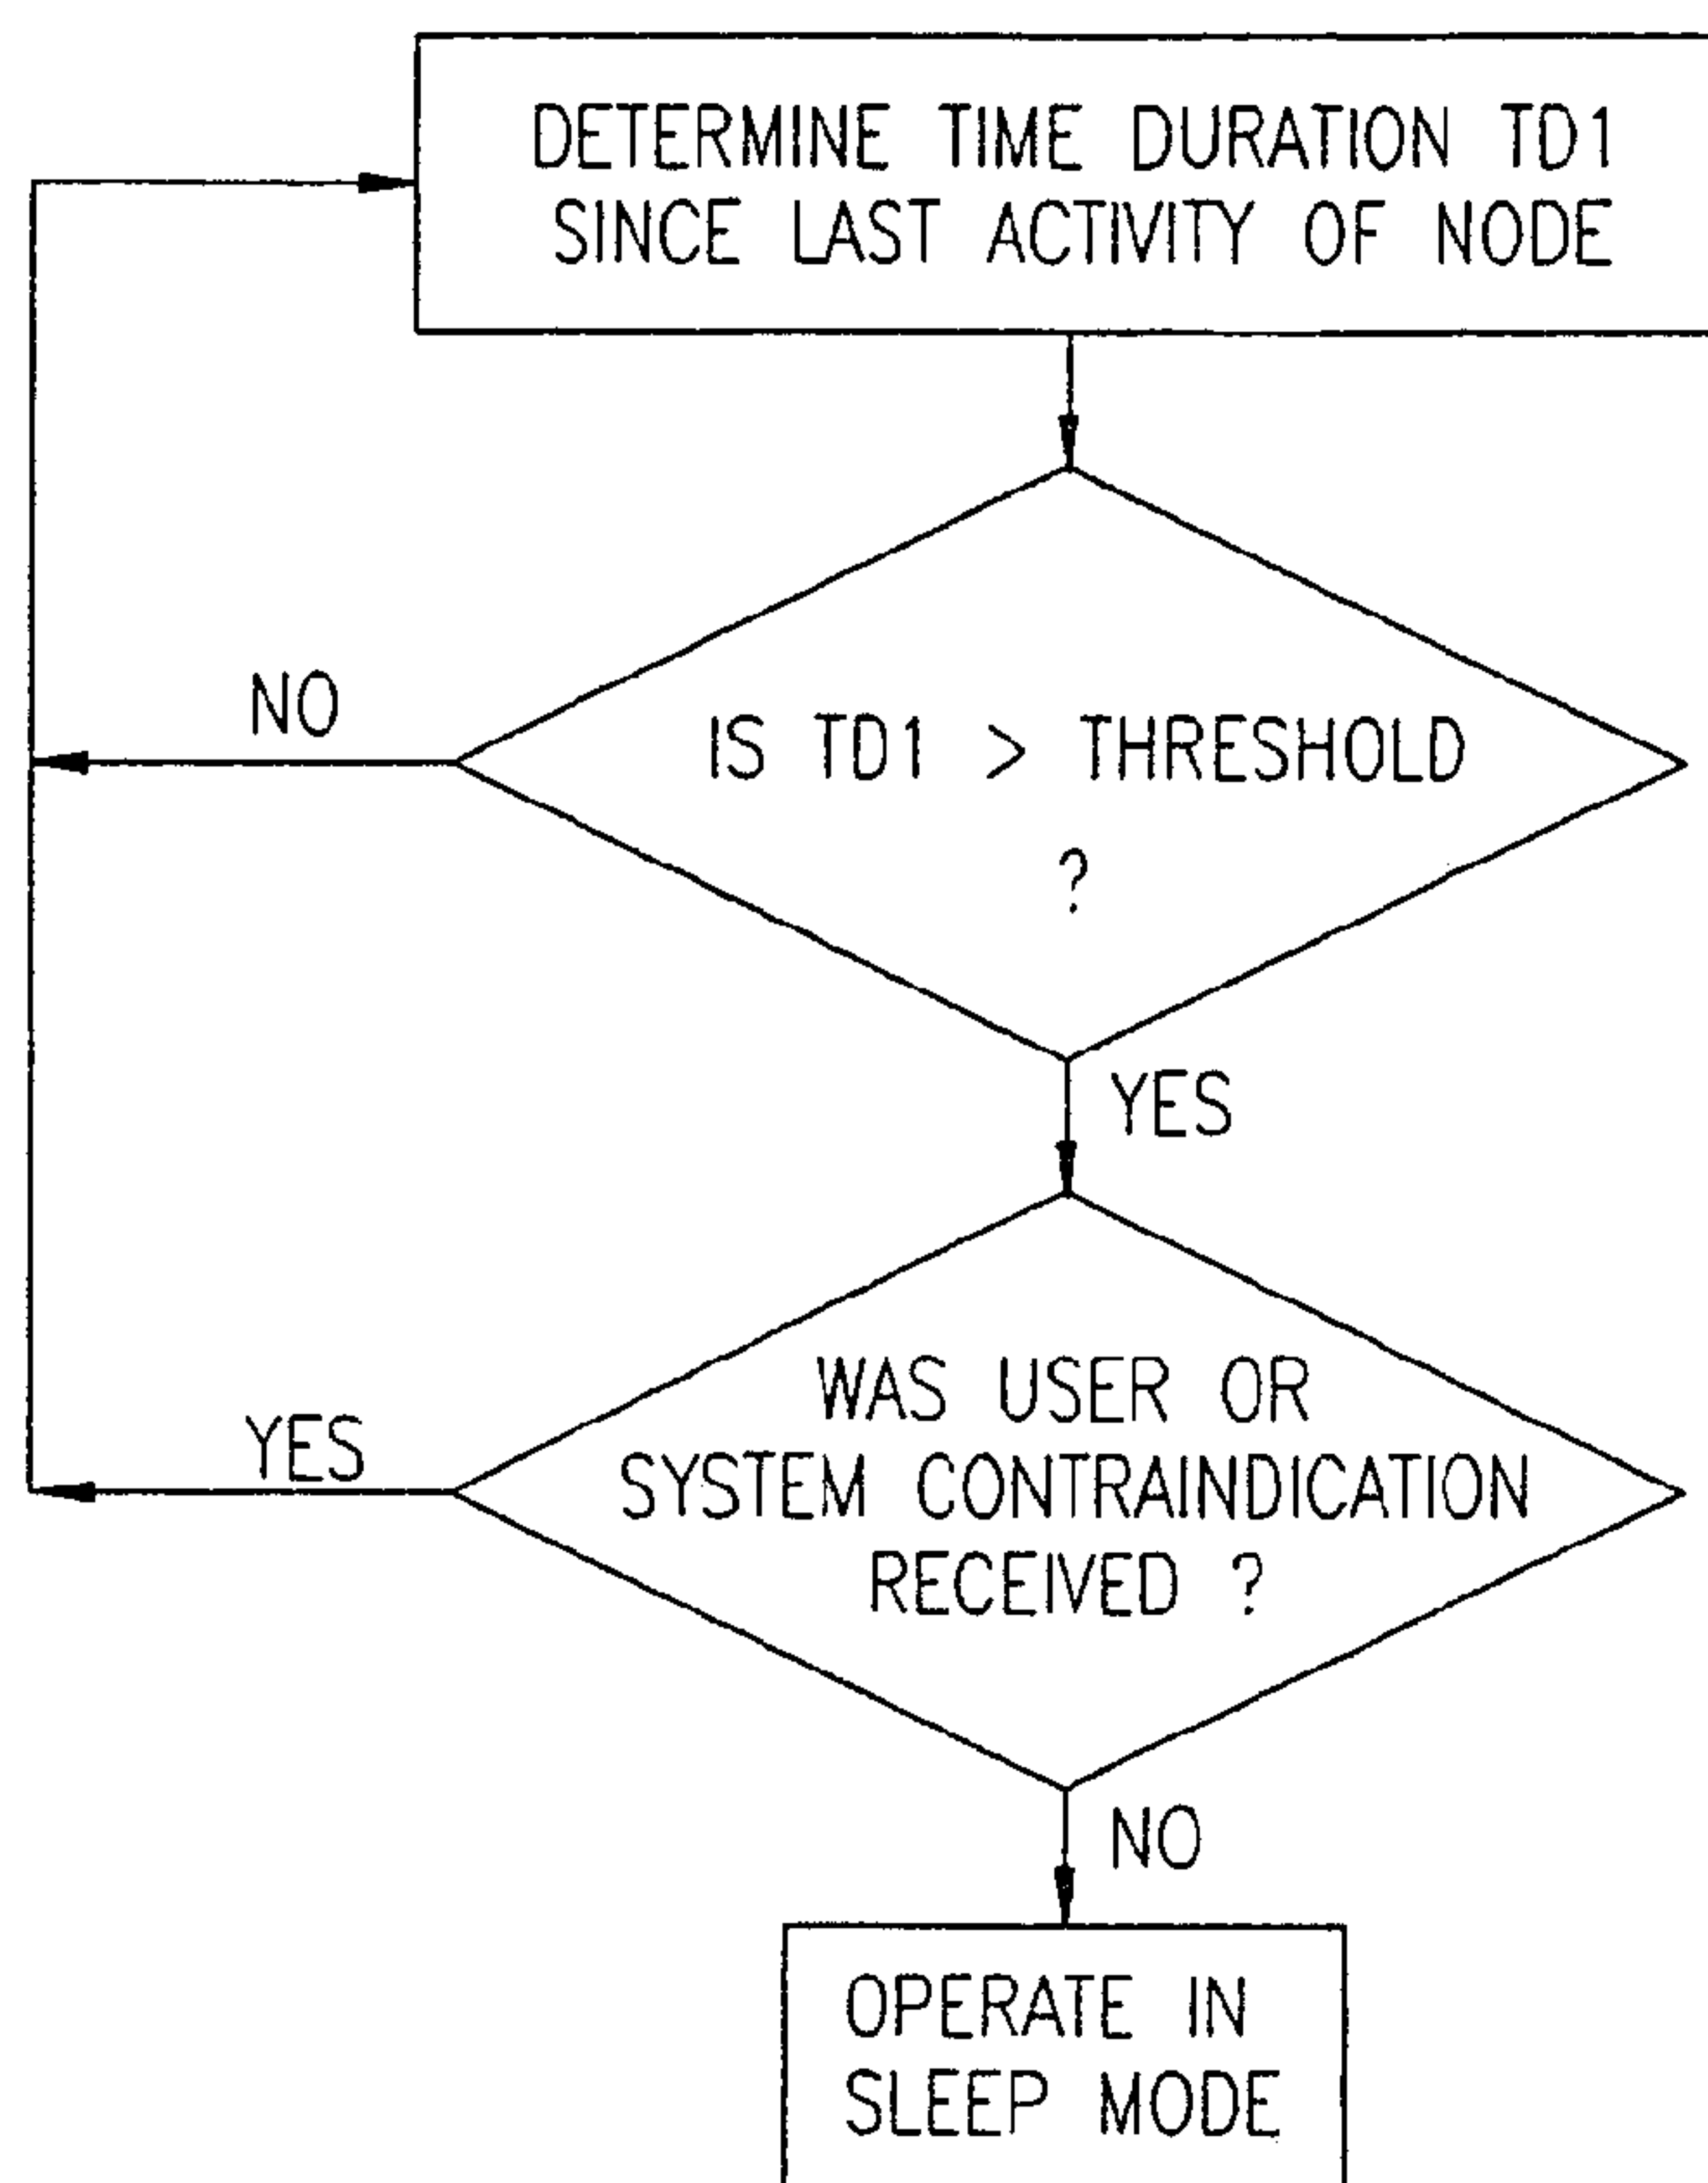 DETERMINE TIME DURATION TD1
SINCE LAST ACTIVITY OF NODE
NO
IS TD1 > THRESHOLD
?
YES
WAS USER OR
YES
SYSTEM CONTRAINDICATION
RECEIVED ?
NO
OPERATE IN
SLEEP MODE